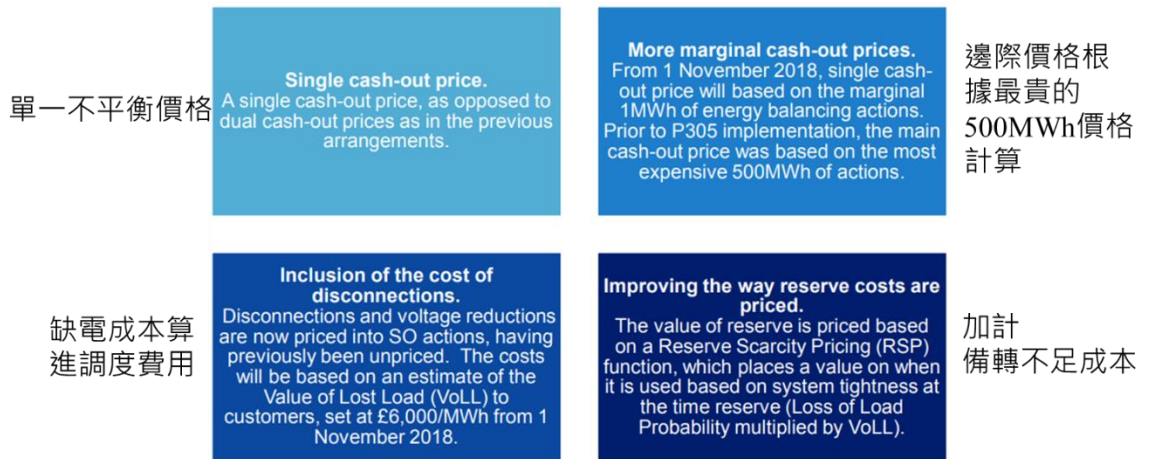 單一不平衡價格
Single cash-out price.
A single cash-out price, as opposed to
dual cash-out prices as in the previous
arrangements.
More marginal cash-out prices.
From 1 November 2018, single cash-
out price will based on the marginal
1MWh of energy balancing actions.
Prior to P305 implementation, the main
cash-out price was based on the most
expensive 500MWh of actions.
邊際價格根
據最貴的
500MWh價格
計算
缺電成本算
進調度費用
Inclusion of the cost of
disconnections.
Disconnections and voltage reductions
are now priced into SO actions, having
previously been unpriced. The costs
will be based on an estimate of the
Value of Lost Load (VoLL) to
customers, set at £6,000/MWh from 1
November 2018.
Improving the way reserve costs are
priced.
The value of reserve is priced based
on a Reserve Scarcity Pricing (RSP)
function, which places a value on when
it is used based on system tightness at
the time reserve (Loss of Load
Probability multiplied by VoLL).
加計
備轉不足成本